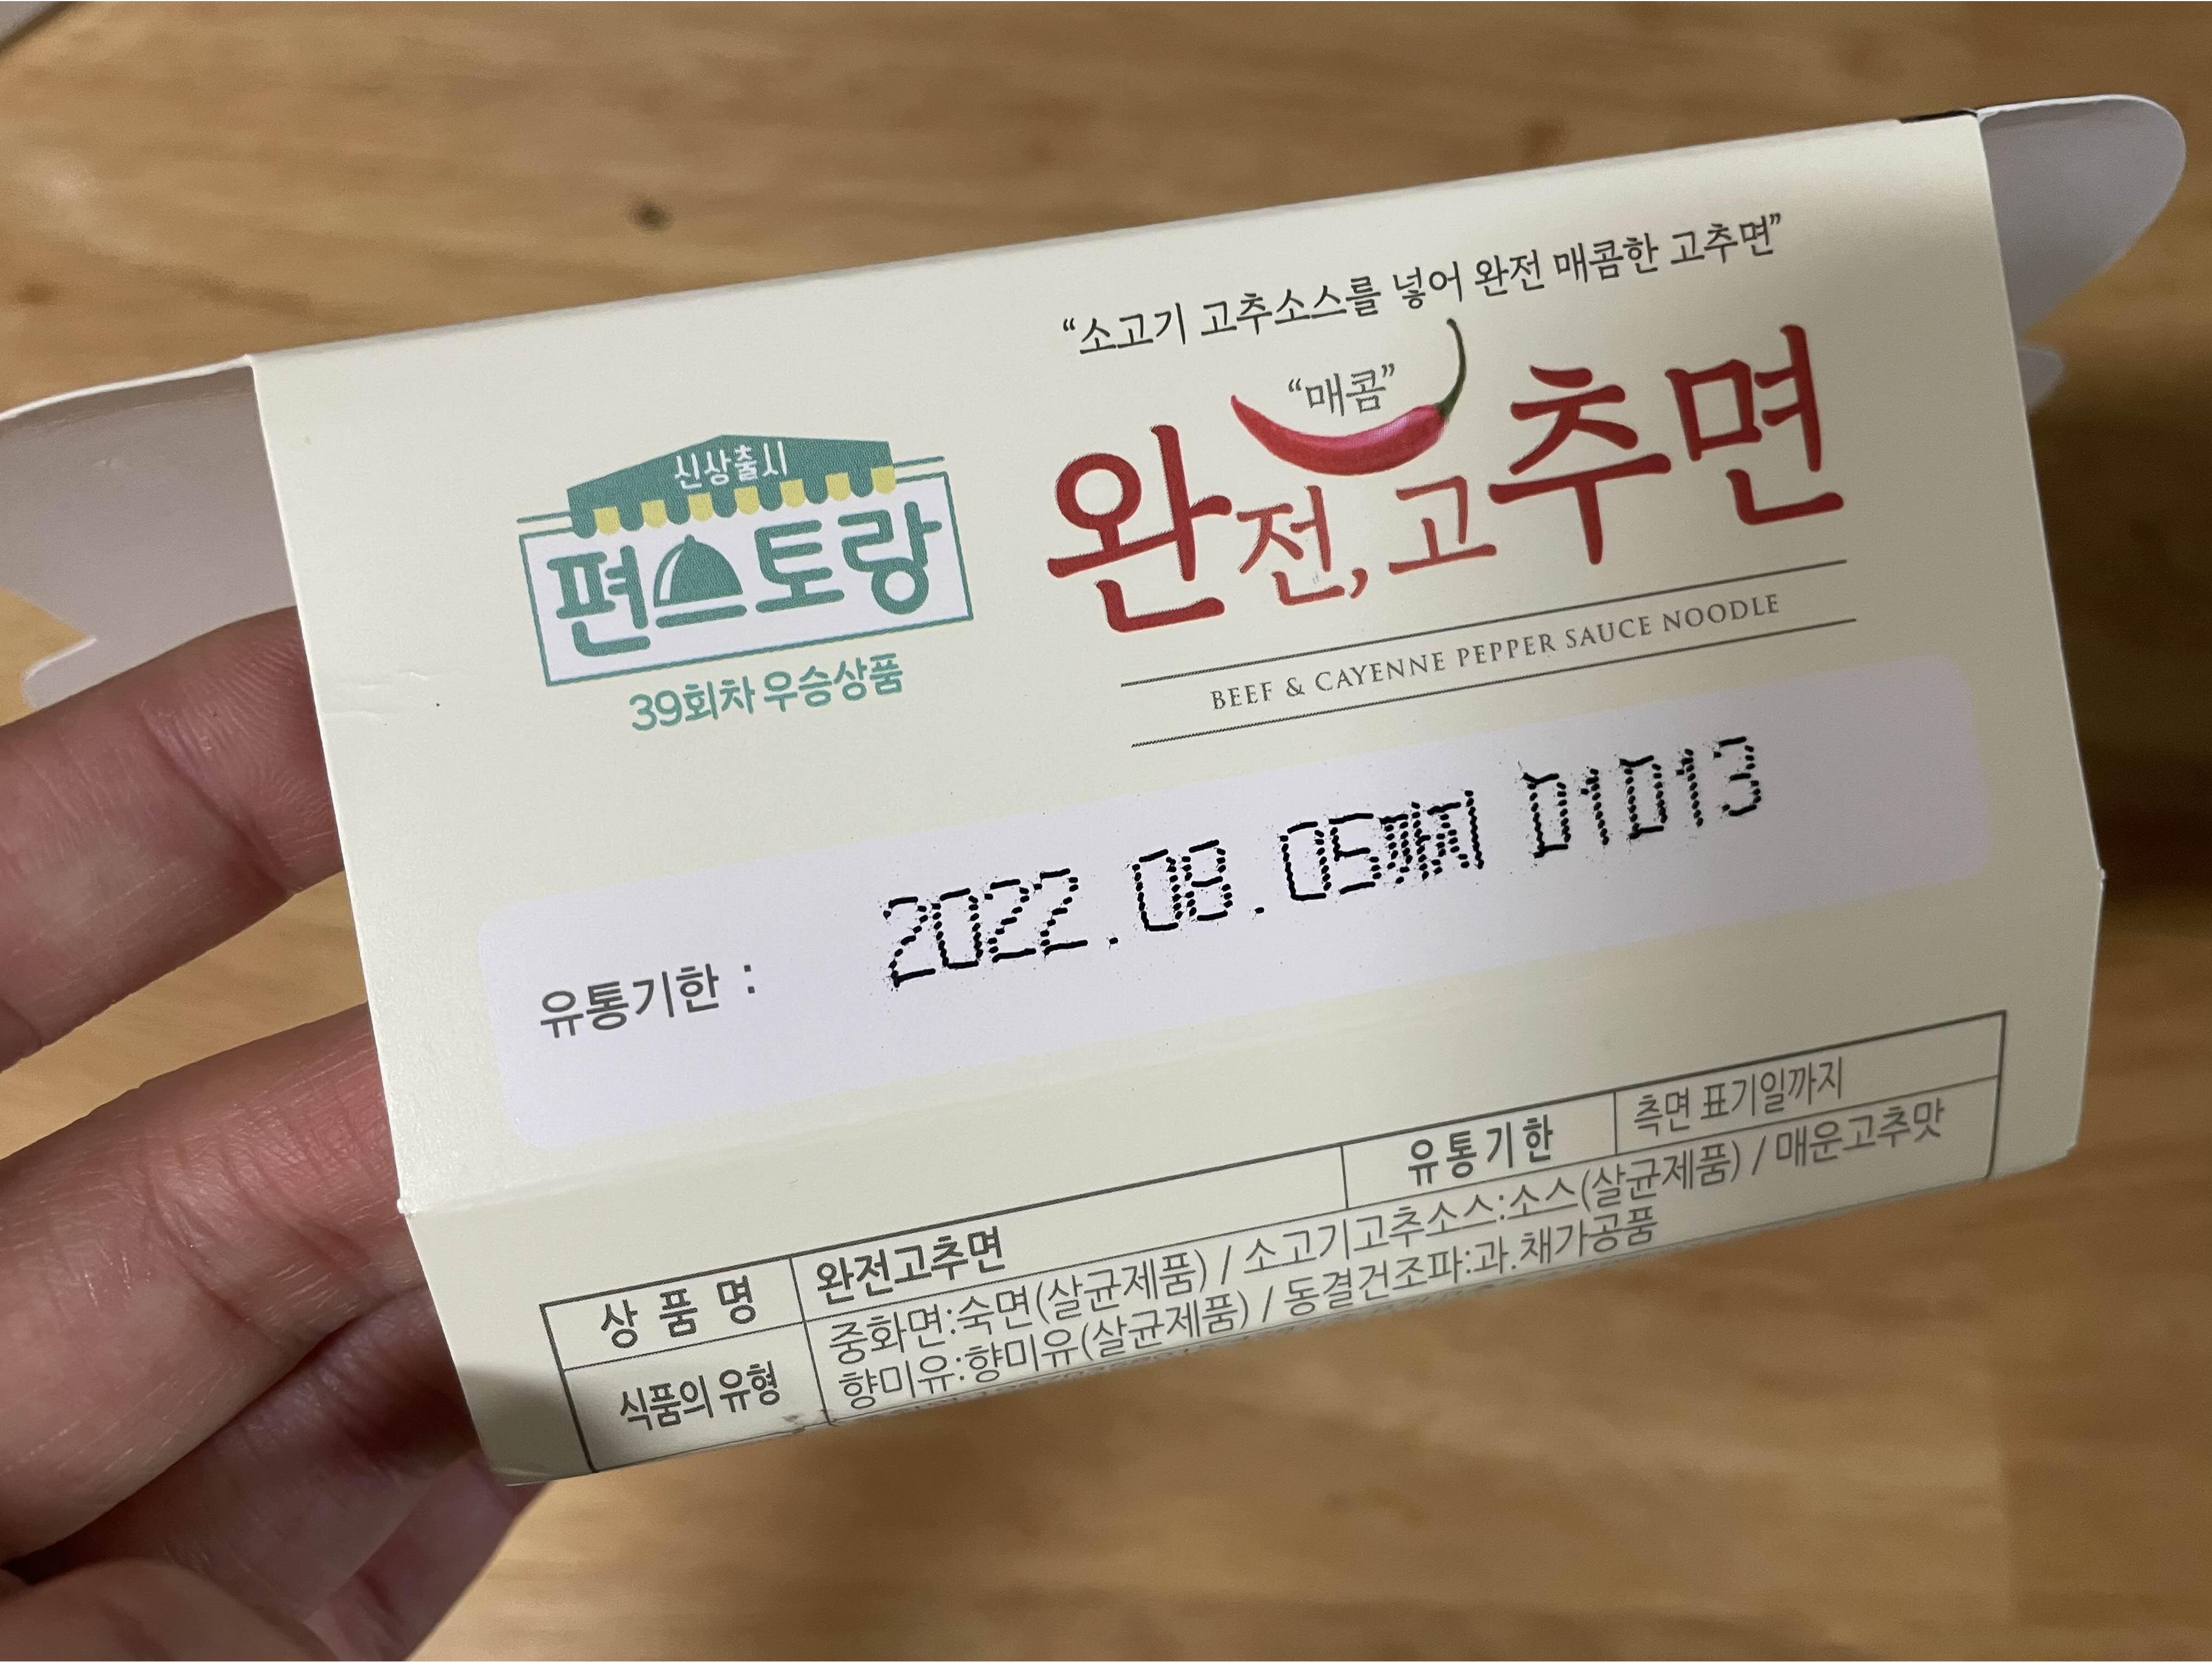 "소고기 고추소스를 넣어 완전 매콤한 고추면"
"매콤"
완전, 고추면
BEEF & CAYENNE PEPPER SAUCE NOODLE
신상출시
편스토랑
39회차 우승상품
유통기한 : 2022.08.05까지 D1D13
상 품 명 완전고추면 유통기한 측면 표기일까지
식품의 유형 중화면:숙면(살균제품) / 소고기고추소스:소스(살균제품) / 매운고추맛
향미유:향미유(살균제품) / 동결건조파:과.채가공품